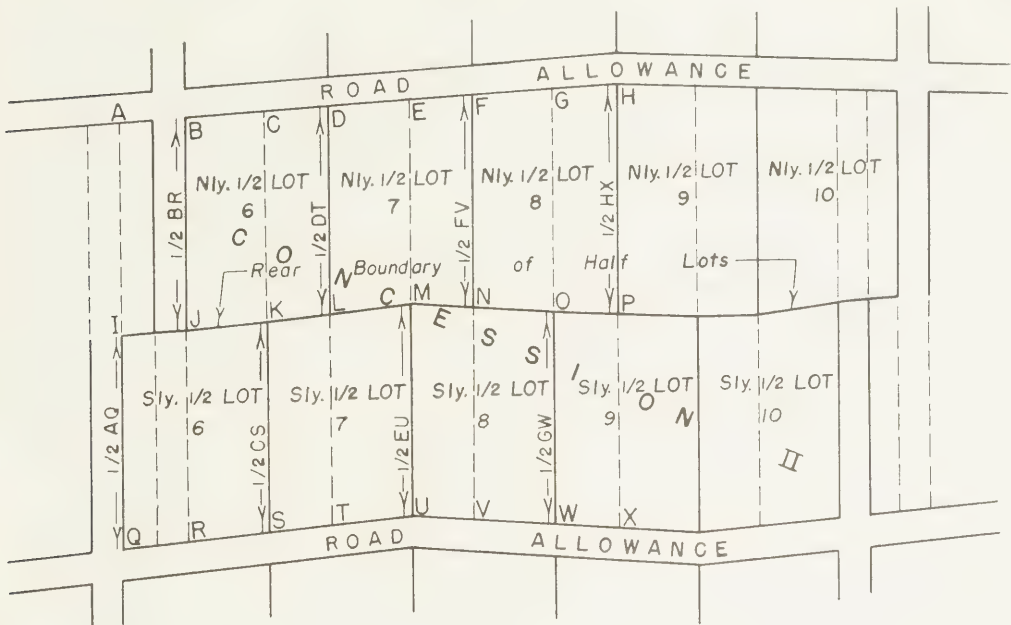 ROAD ALLOWANCE
A B C D E F G H
Nly. 1/2 LOT 6
Nly. 1/2 LOT 7
Nly. 1/2 LOT 8
Nly. 1/2 LOT 9
Nly. 1/2 LOT 10
1/2 BR
1/2 DT
1/2 FV
1/2 HX
CONCESSION II
Rear Boundary of Half Lots
I J K L M N O P
1/2 AQ
1/2 CS
1/2 EU
1/2 GW
Sly. 1/2 LOT 6
Sly. 1/2 LOT 7
Sly. 1/2 LOT 8
Sly. 1/2 LOT 9
Sly. 1/2 LOT 10
Q R S T U V W X
ROAD ALLOWANCE